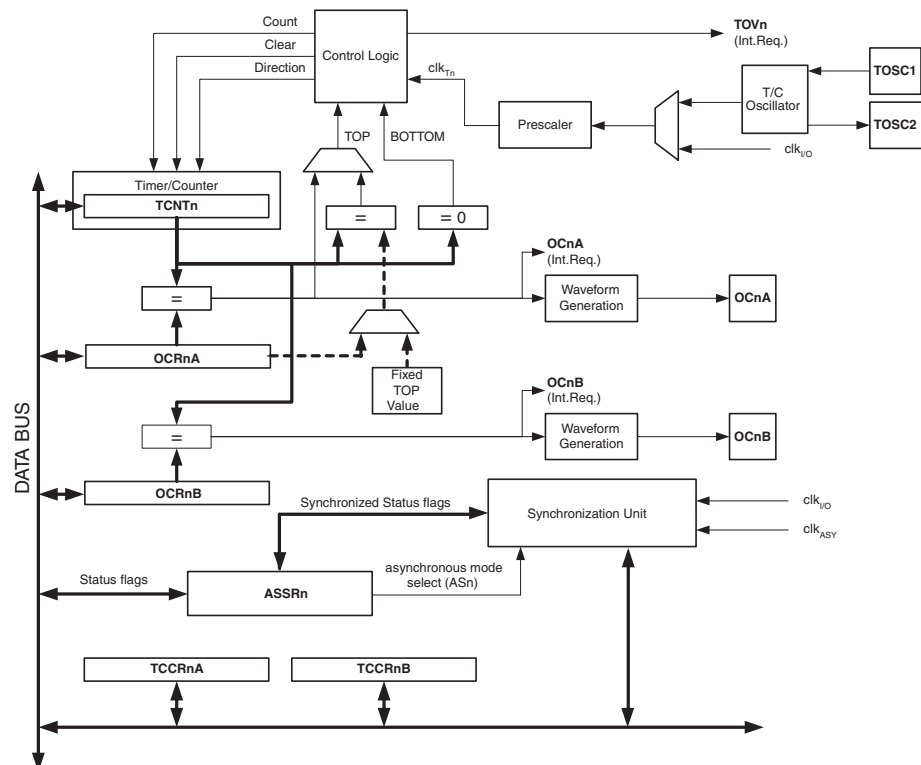 Count
Clear
Direction
Control Logic
clkTn
TOVn
(Int.Req.)
TOSC1
T/C
Oscillator
TOSC2
Prescaler
clkI/O
TOP
BOTTOM
Timer/Counter
TCNTn
=
= 0
OCnA
(Int.Req.)
=
Waveform
Generation
OCnA
OCRnA
Fixed
TOP
Value
OCnB
(Int.Req.)
=
Waveform
Generation
OCnB
DATA BUS
OCRnB
Synchronized Status flags
Synchronization Unit
clkI/O
clkASY
Status flags
ASSRn
asynchronous mode
select (ASn)
TCCRnA
TCCRnB